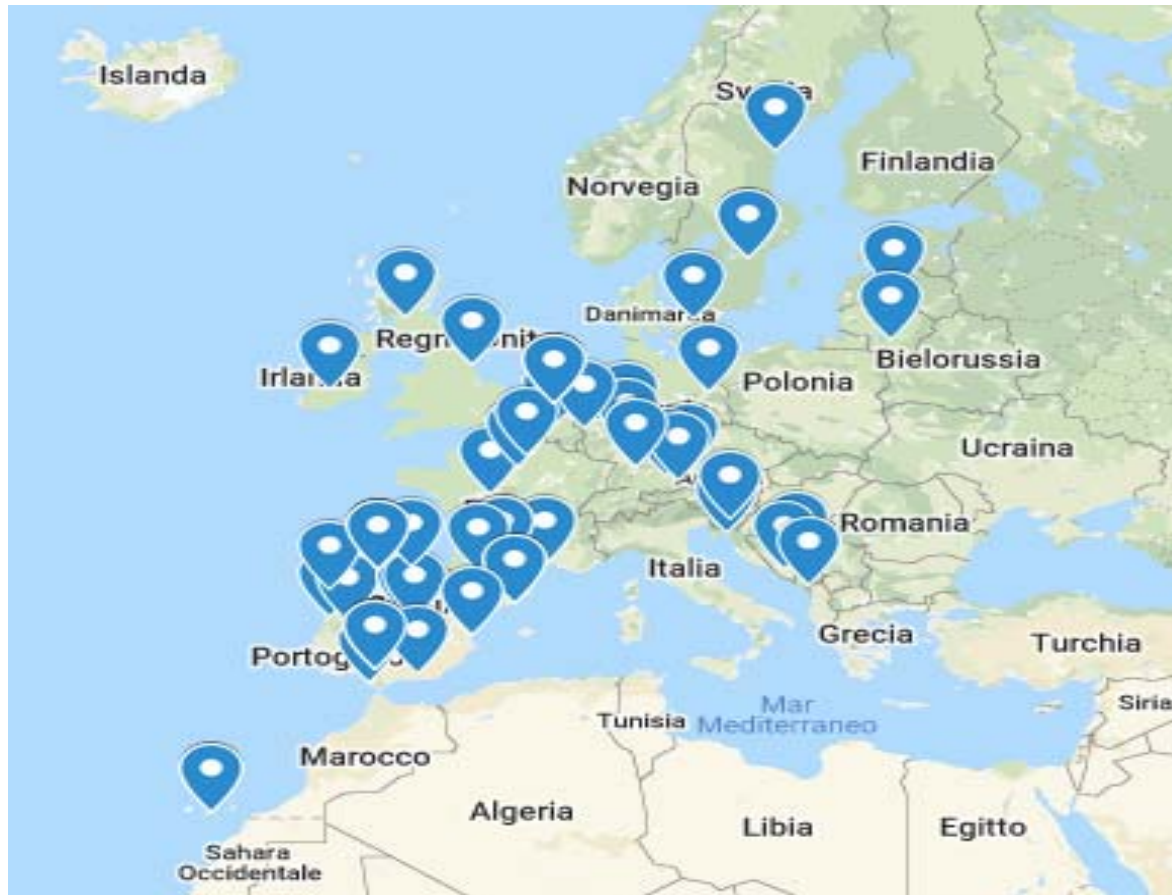 Islanda
Finlandia
Norvegia
Irlanda
Polonia
Bielorussia
Ucraina
Romania
Italia
Grecia
Turchia
Siria
Mar
Mediterraneo
Tunisia
Marocco
Algeria
Libia
Egitto
Sahara
Occidentale